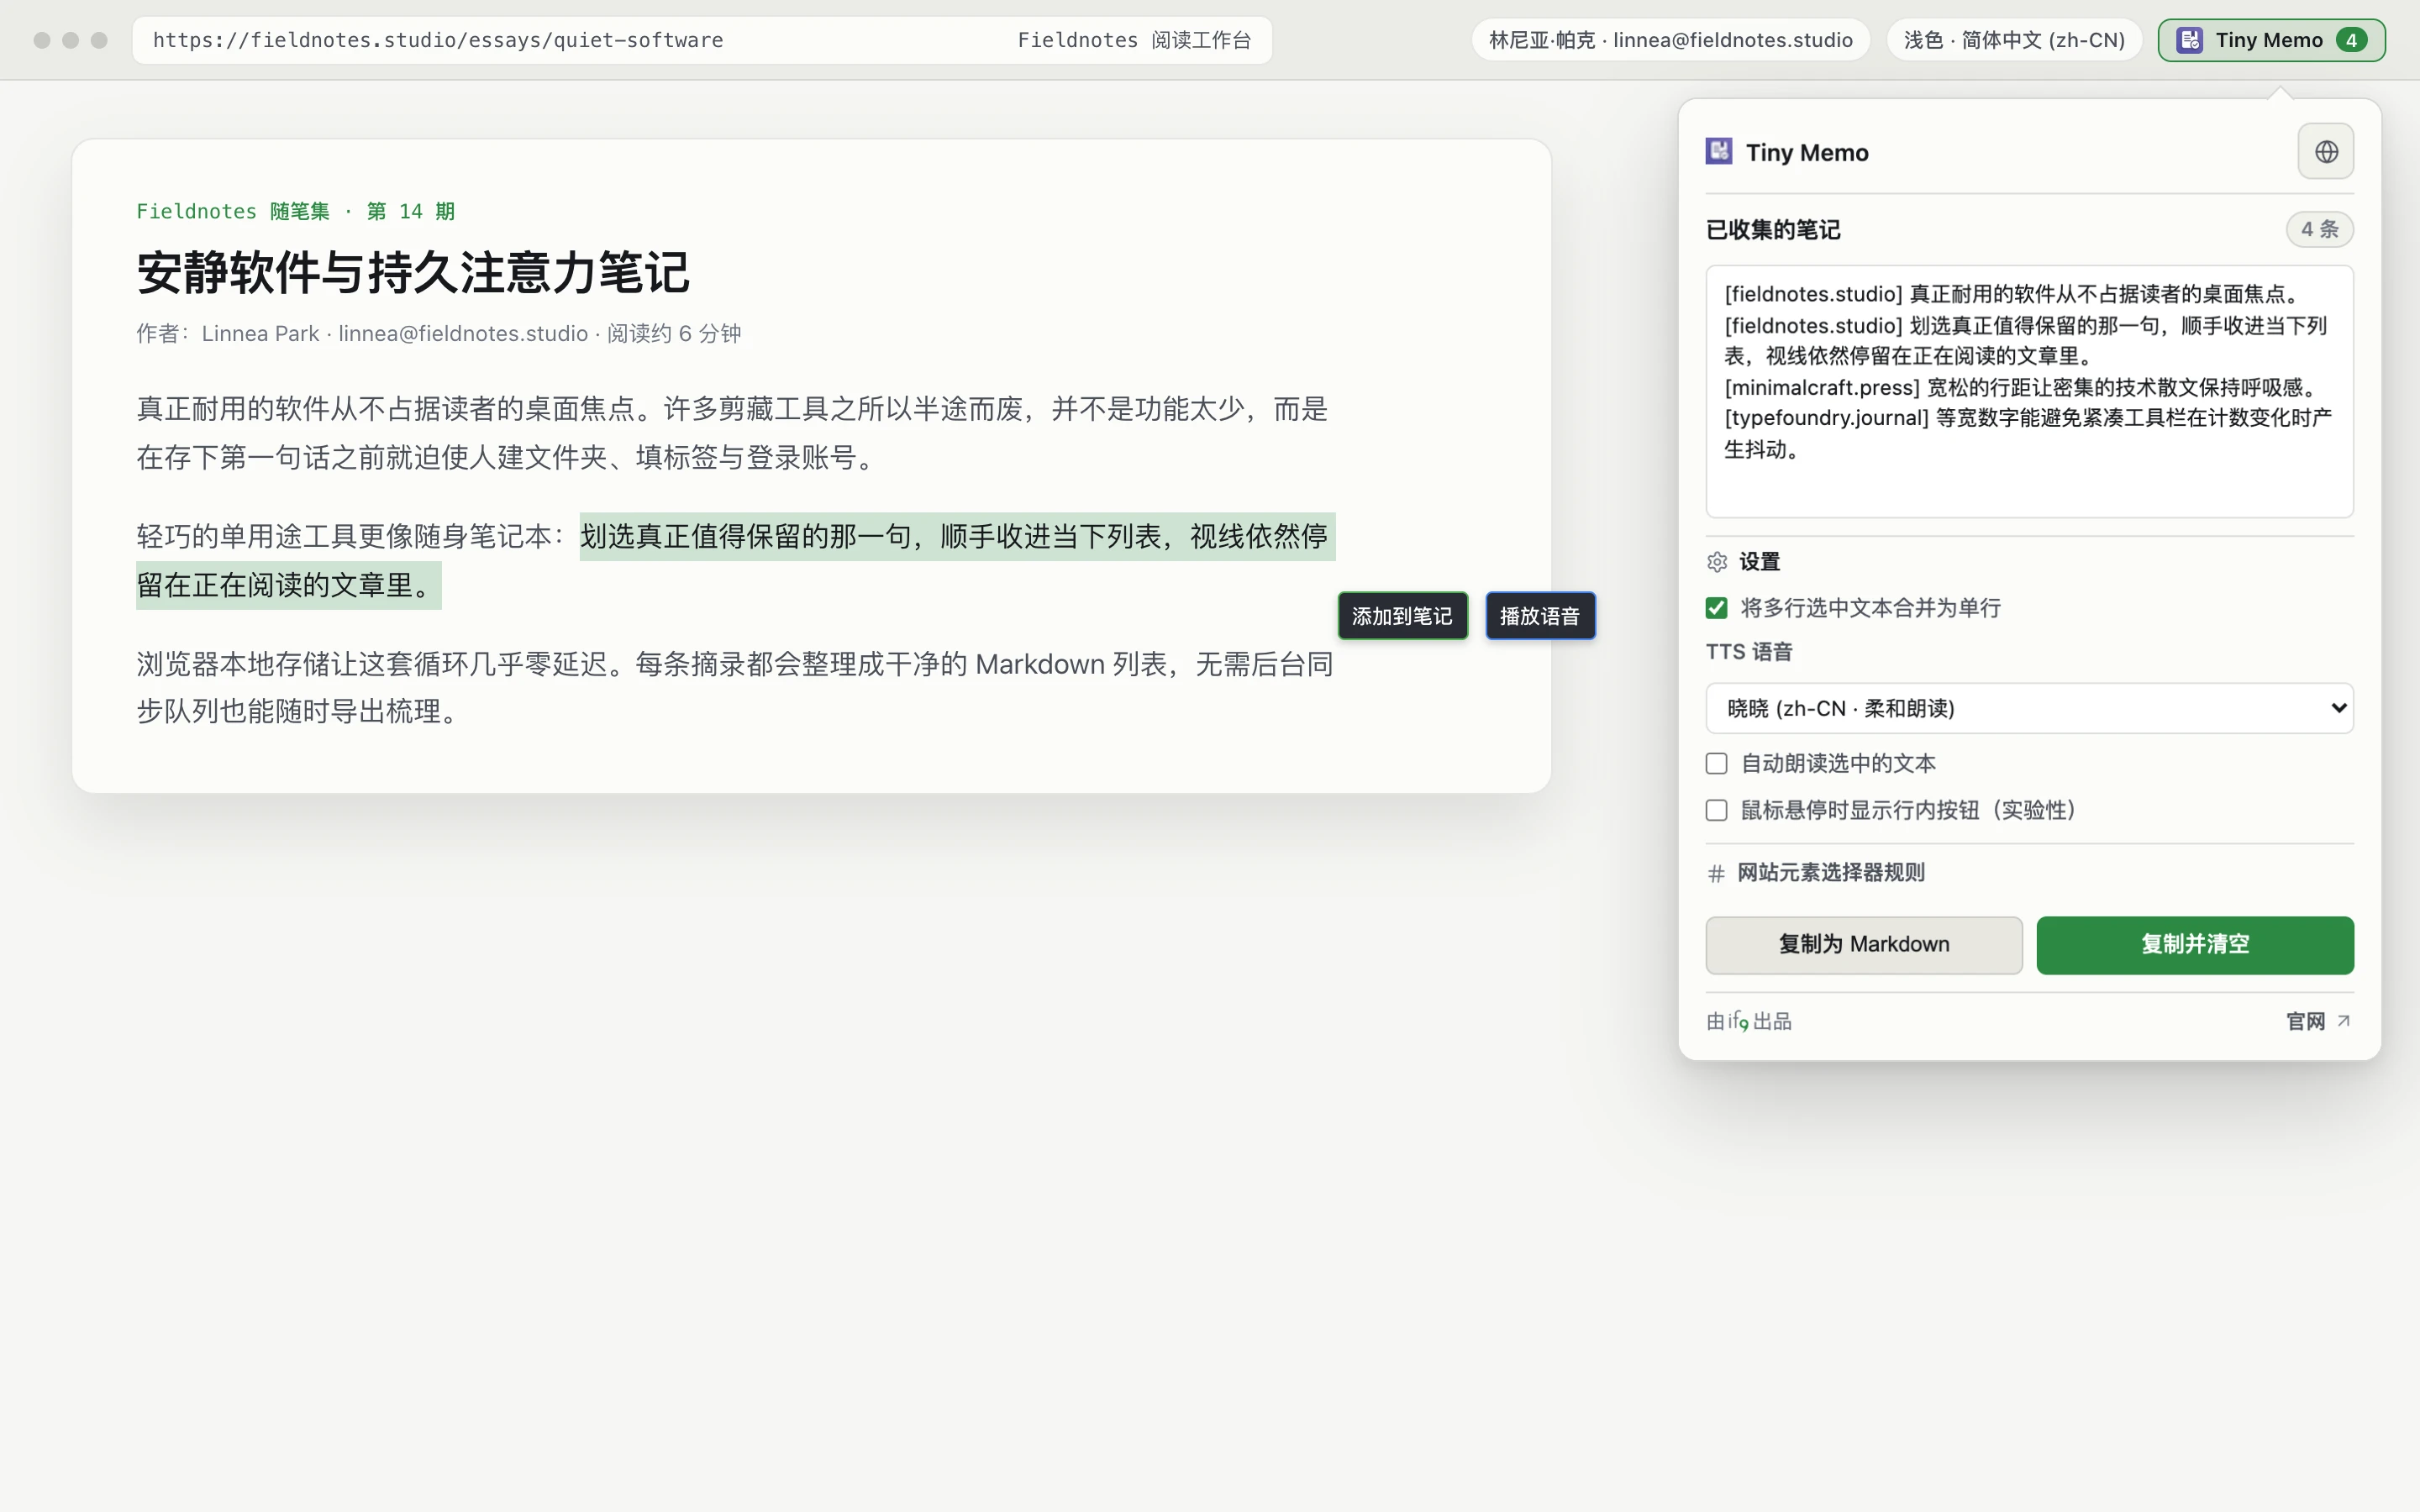 https://fieldnotes.studio/essays/quiet-software
Fieldnotes 阅读工作台
林尼亚·帕克 · linnea@fieldnotes.studio
浅色 · 简体中文 (zh-CN)
Tiny Memo 4
Fieldnotes 随笔集 · 第 14 期
安静软件与持久注意力笔记
作者：Linnea Park · linnea@fieldnotes.studio · 阅读约 6 分钟
真正耐用的软件从不占据读者的桌面焦点。许多剪藏工具之所以半途而废，并不是功能太少，而是
在存下第一句话之前就迫使人建文件夹、填标签与登录账号。
轻巧的单用途工具更像随身笔记本：划选真正值得保留的那一句，顺手收进当下列表，视线依然停
留在正在阅读的文章里。
添加到笔记
播放语音
浏览器本地存储让这套循环几乎零延迟。每条摘录都会整理成干净的 Markdown 列表，无需后台同
步队列也能随时导出梳理。
Tiny Memo
已收集的笔记
4 条
[fieldnotes.studio] 真正耐用的软件从不占据读者的桌面焦点。
[fieldnotes.studio] 划选真正值得保留的那一句，顺手收进当下列
表，视线依然停留在正在阅读的文章里。
[minimalcraft.press] 宽松的行距让密集的技术散文保持呼吸感。
[typefoundry.journal] 等宽数字能避免紧凑工具栏在计数变化时产
生抖动。
设置
将多行选中文本合并为单行
TTS 语音
晓晓 (zh-CN · 柔和朗读)
自动朗读选中的文本
鼠标悬停时显示行内按钮（实验性）
网站元素选择器规则
复制为 Markdown
复制并清空
由if9出品
官网